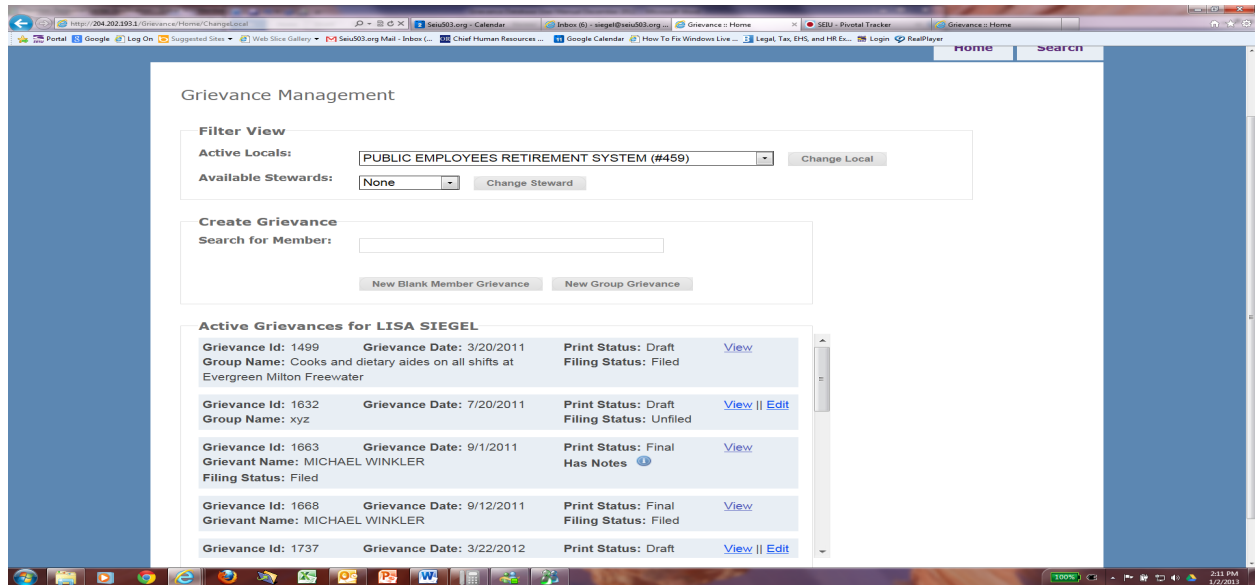 http://204.202.193.1/Grievance/Home/ChangeLocal
Seiu503.org - Calendar
Inbox (6) - siegel@seiu503.org ...
Grievance :: Home
SEIU - Pivotal Tracker
Grievance :: Home
Portal
Google
Log On
Suggested Sites
Web Slice Gallery
Seiu503.org Mail - Inbox (...
Chief Human Resources ...
Google Calendar
How To Fix Windows Live ...
Legal, Tax, EHS, and HR Ex...
Login
RealPlayer
Home
Search
Grievance Management
Filter View
Active Locals: PUBLIC EMPLOYEES RETIREMENT SYSTEM (#459) Change Local
Available Stewards: None Change Steward
Create Grievance
Search for Member:
New Blank Member Grievance New Group Grievance
Active Grievances for LISA SIEGEL
Grievance Id: 1499 Grievance Date: 3/20/2011 Print Status: Draft View
Group Name: Cooks and dietary aides on all shifts at Filing Status: Filed
Evergreen Milton Freewater
Grievance Id: 1632 Grievance Date: 7/20/2011 Print Status: Draft View || Edit
Group Name: xyz Filing Status: Unfiled
Grievance Id: 1663 Grievance Date: 9/1/2011 Print Status: Final View
Grievant Name: MICHAEL WINKLER Has Notes
Filing Status: Filed
Grievance Id: 1668 Grievance Date: 9/12/2011 Print Status: Final View
Grievant Name: MICHAEL WINKLER Filing Status: Filed
Grievance Id: 1737 Grievance Date: 3/22/2012 Print Status: Draft View || Edit
100%
2:11 PM
1/2/2013